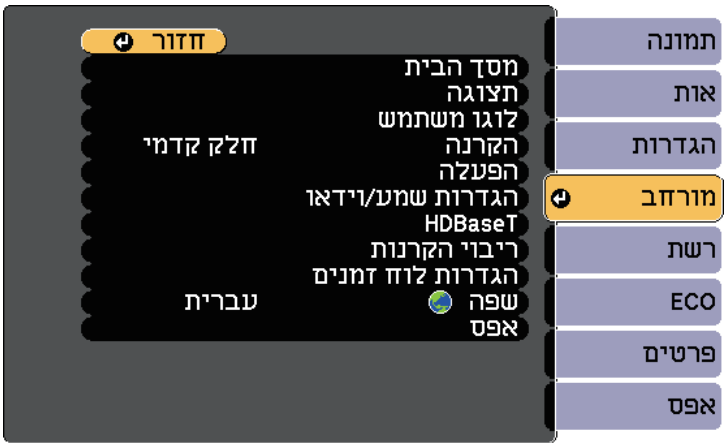 תמונה
אות
הגדרות
מורחב
רשת
ECO
פרטים
אפס
חזור
מסך הבית
תצוגה
לוגו משתמש
הקרנה חלק קדמי
הפעלה
הגדרות שמע/וידאו
HDBaseT
ריבוי הקרנות
הגדרות לוח זמנים
שפה עברית
אפס